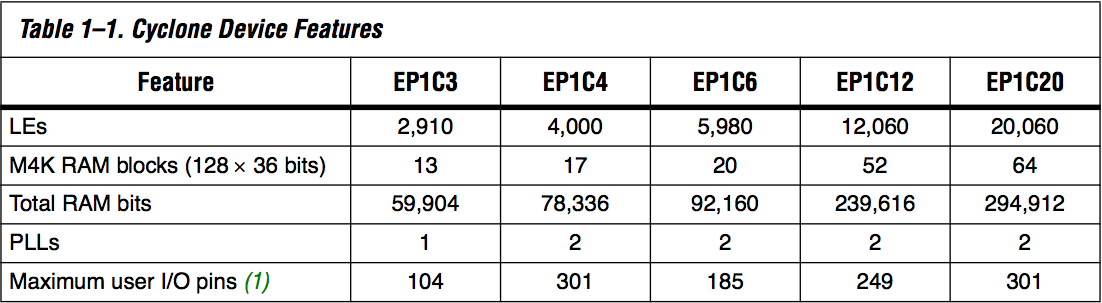 Table 1–1. Cyclone Device Features
Feature EP1C3 EP1C4 EP1C6 EP1C12 EP1C20
LEs 2,910 4,000 5,980 12,060 20,060
M4K RAM blocks (128 × 36 bits) 13 17 20 52 64
Total RAM bits 59,904 78,336 92,160 239,616 294,912
PLLs 1 2 2 2 2
Maximum user I/O pins (1) 104 301 185 249 301